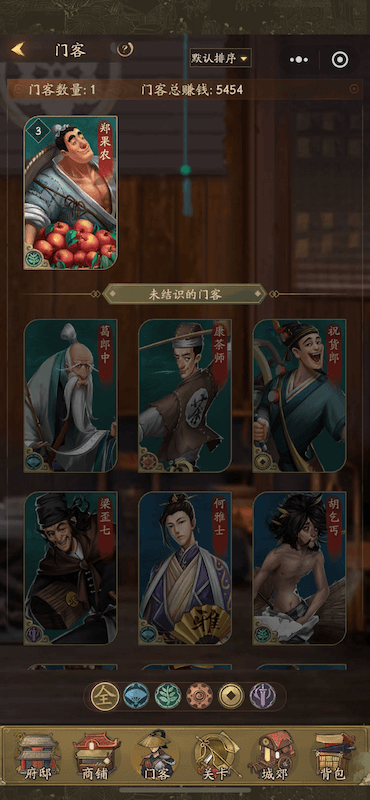 门客
?
默认排序
门客数量:1
门客总赚钱:5454
3
郑果农
未结识的门客
葛郎中
康茶师
祝货郎
茶
梁歪七
何雅士
胡乞丐
雅
全
府邸
商铺
门客
关卡
城郊
背包